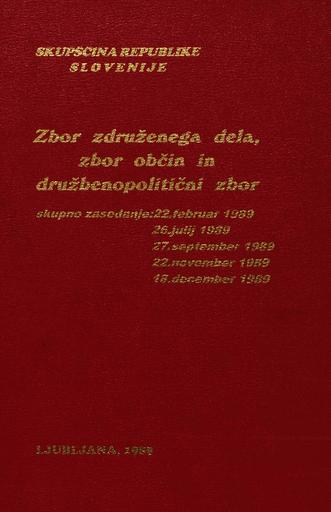 SKUPŠČINA REPUBLIKE
SLOVENIJE
Zbor združenega dela,
zbor občin in
družbenopolitični zbor
skupno zasedanje:22.februar 1989
26.julij 1989
27.september 1989
22.november 1989
18.december 1989
LJUBLJANA, 1989